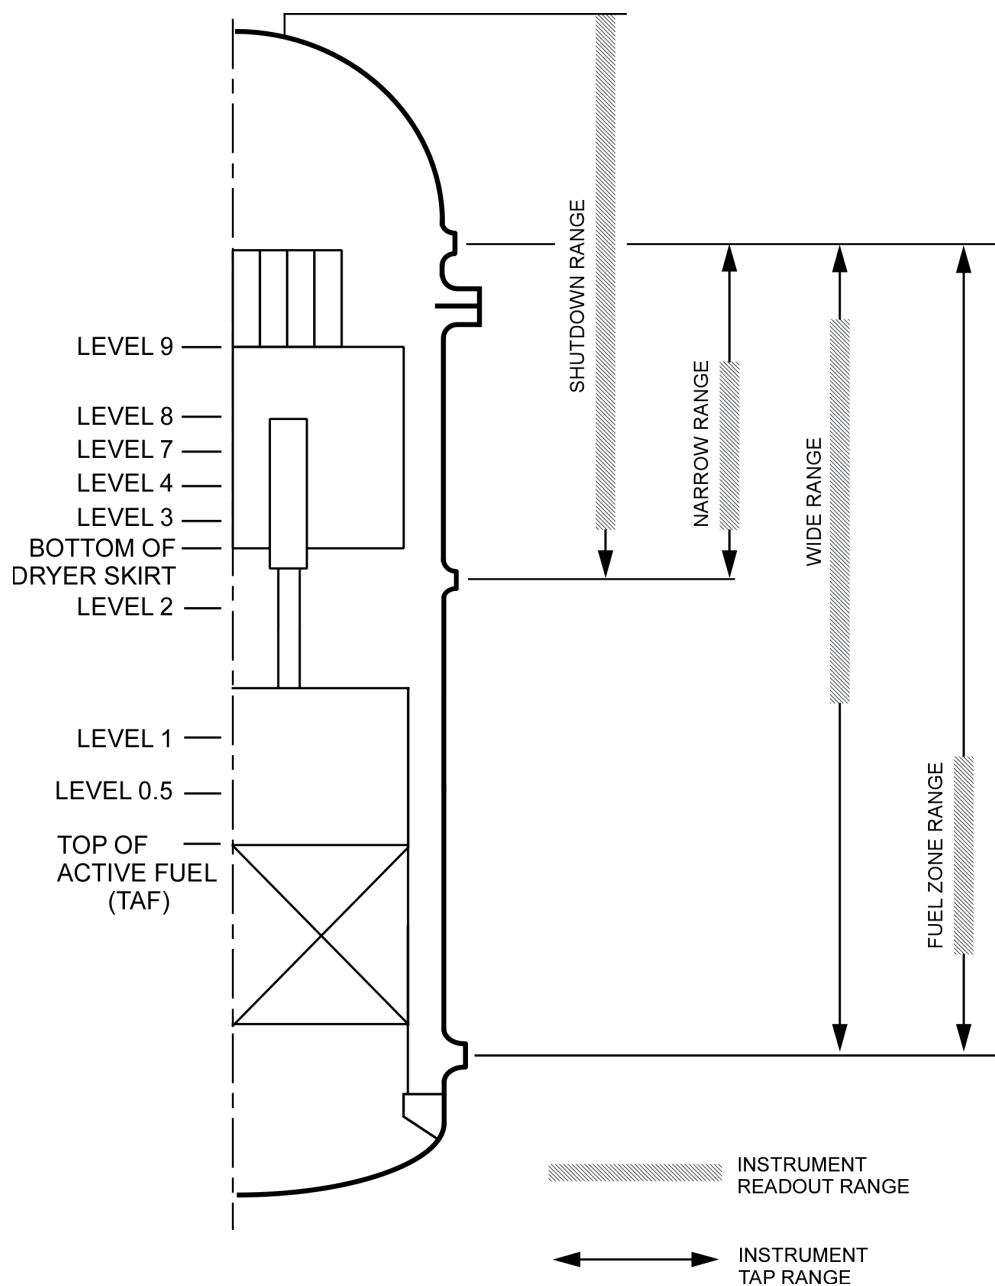 SHUTDOWN RANGE
NARROW RANGE
WIDE RANGE
FUEL ZONE RANGE
LEVEL 9
LEVEL 8
LEVEL 7
LEVEL 4
LEVEL 3
BOTTOM OF
DRYER SKIRT
LEVEL 2
LEVEL 1
LEVEL 0.5
TOP OF
ACTIVE FUEL
(TAF)
INSTRUMENT
READOUT RANGE
INSTRUMENT
TAP RANGE